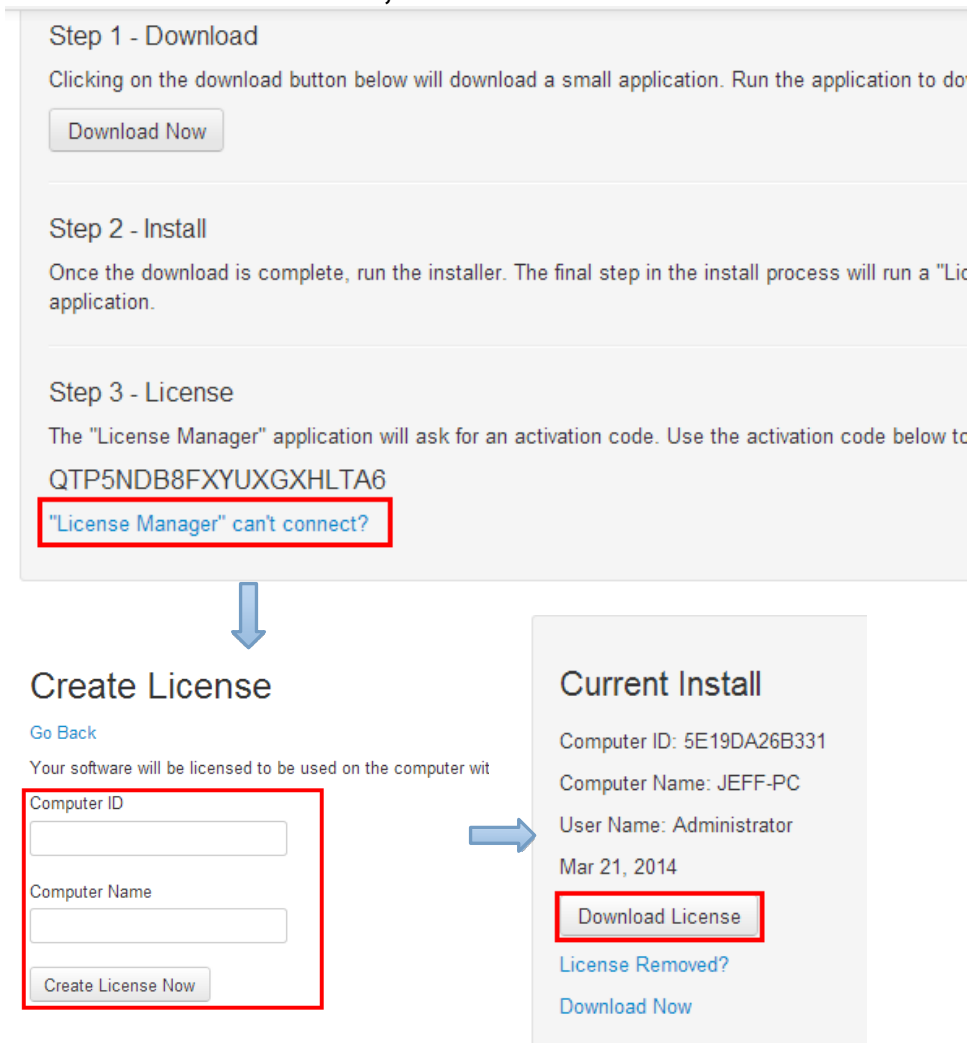 Step 1 - Download
Clicking on the download button below will download a small application. Run the application to do
Download Now
Step 2 - Install
Once the download is complete, run the installer. The final step in the install process will run a "Lic
application.
Step 3 - License
The "License Manager" application will ask for an activation code. Use the activation code below to
QTP5NDB8FXYUXGXHLTA6
"License Manager" can't connect?
Create License
Go Back
Your software will be licensed to be used on the computer wit
Computer ID
Computer Name
Create License Now
Current Install
Computer ID: 5E19DA26B331
Computer Name: JEFF-PC
User Name: Administrator
Mar 21, 2014
Download License
License Removed?
Download Now